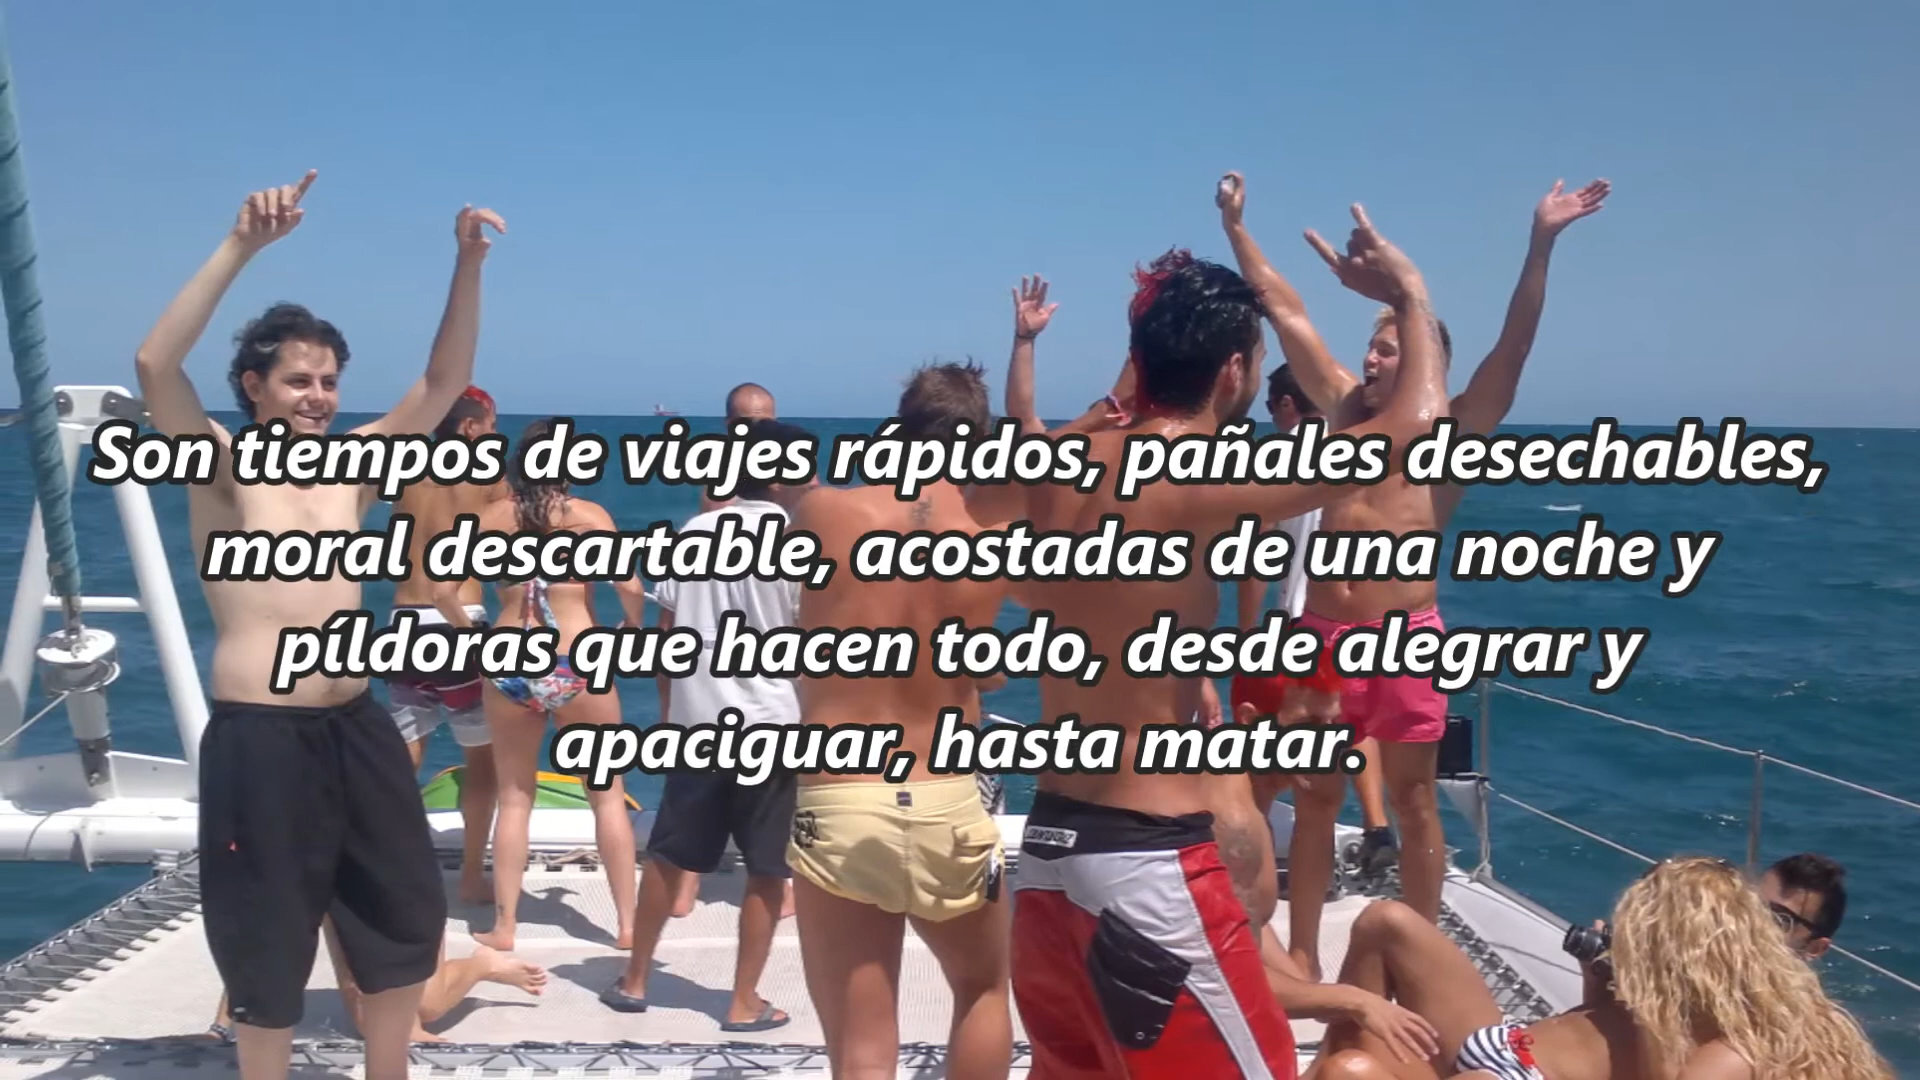 Son tiempos de viajes rápidos, pañales desechables,
moral descartable, acostadas de una noche y
píldoras que hacen todo, desde alegrar y
apaciguar, hasta matar.